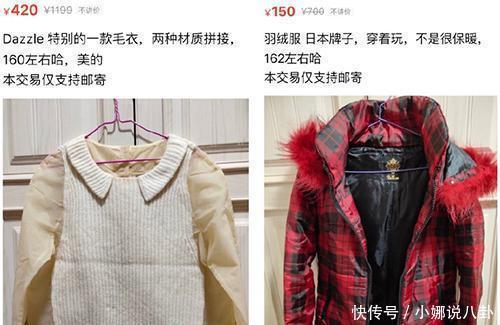 ¥420 ¥1199 不讲价
Dazzle 特别的一款毛衣，两种材质拼接，
160左右哈，美的
本交易仅支持邮寄
¥150 ¥700 不讲价
羽绒服 日本牌子，穿着玩，不是很保暖，
162左右哈
本交易仅支持邮寄
快传号／小娜说八卦